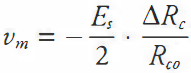 v_m = − E_s/2 · ΔR_c/R_co